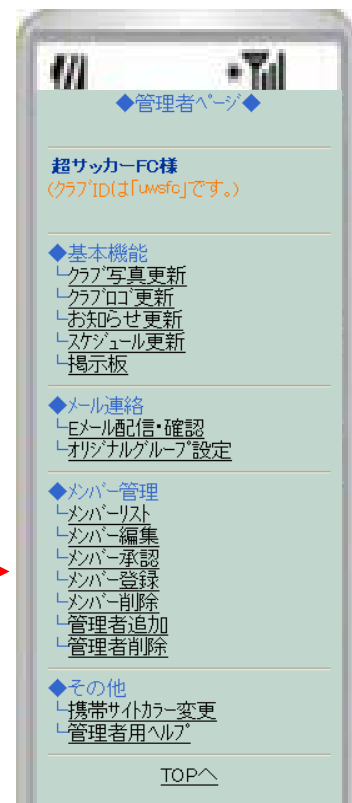 ◆管理者ﾍﾟｰｼﾞ◆
超サッカーFC様
(ｸﾗﾌﾞIDは｢uwsfc｣です｡)
◆基本機能
└ｸﾗﾌﾞ写真更新
└ｸﾗﾌﾞﾛｺﾞ更新
└お知らせ更新
└ｽｹｼﾞｭｰﾙ更新
└掲示板
◆ﾒｰﾙ連絡
└Eﾒｰﾙ配信･確認
└ｵﾘｼﾞﾅﾙｸﾞﾙｰﾌﾟ設定
◆ﾒﾝﾊﾞｰ管理
└ﾒﾝﾊﾞｰﾘｽﾄ
└ﾒﾝﾊﾞｰ編集
└ﾒﾝﾊﾞｰ承認
└ﾒﾝﾊﾞｰ登録
└ﾒﾝﾊﾞｰ削除
└管理者追加
└管理者削除
◆その他
└携帯ｻｲﾄｶﾗｰ変更
└管理者用ﾍﾙﾌﾟ
TOPへ